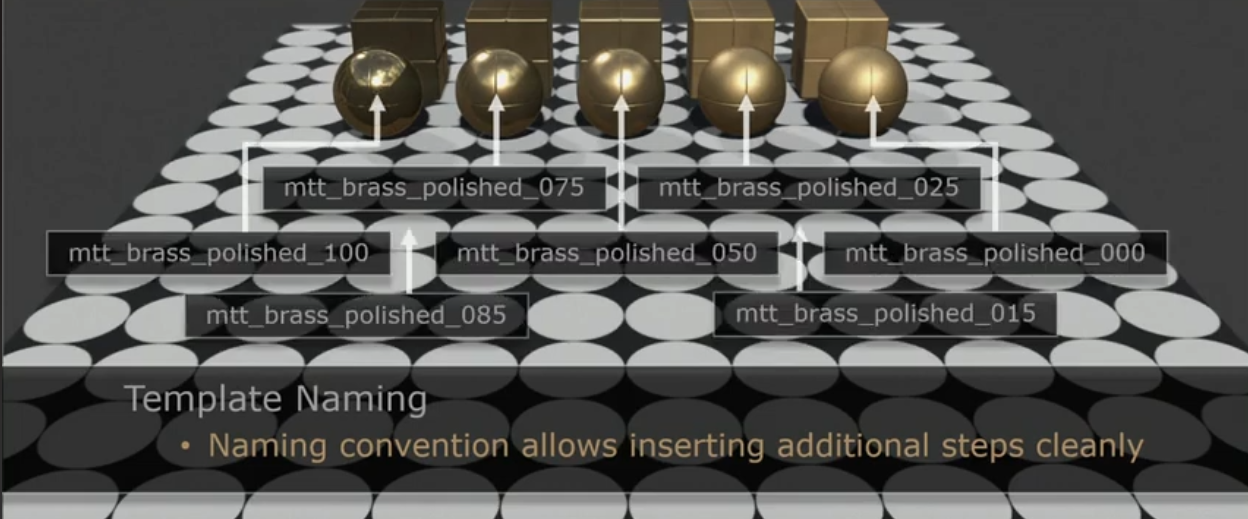 mtt_brass_polished_075
mtt_brass_polished_025
mtt_brass_polished_100
mtt_brass_polished_050
mtt_brass_polished_000
mtt_brass_polished_085
mtt_brass_polished_015
Template Naming
• Naming convention allows inserting additional steps cleanly